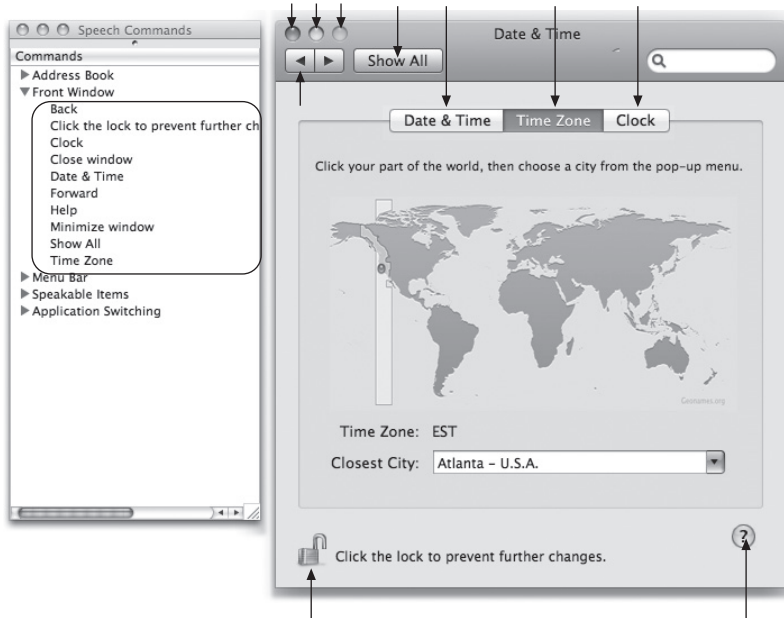 Speech Commands
Commands
Address Book
Front Window
Back
Click the lock to prevent further ch
Clock
Close window
Date & Time
Forward
Help
Minimize window
Show All
Time Zone
Menu Bar
Speakable Items
Application Switching
Date & Time
Show All
Date & Time
Time Zone
Clock
Click your part of the world, then choose a city from the pop-up menu.
Geonames.org
Time Zone: EST
Closest City: Atlanta – U.S.A.
Click the lock to prevent further changes.
?